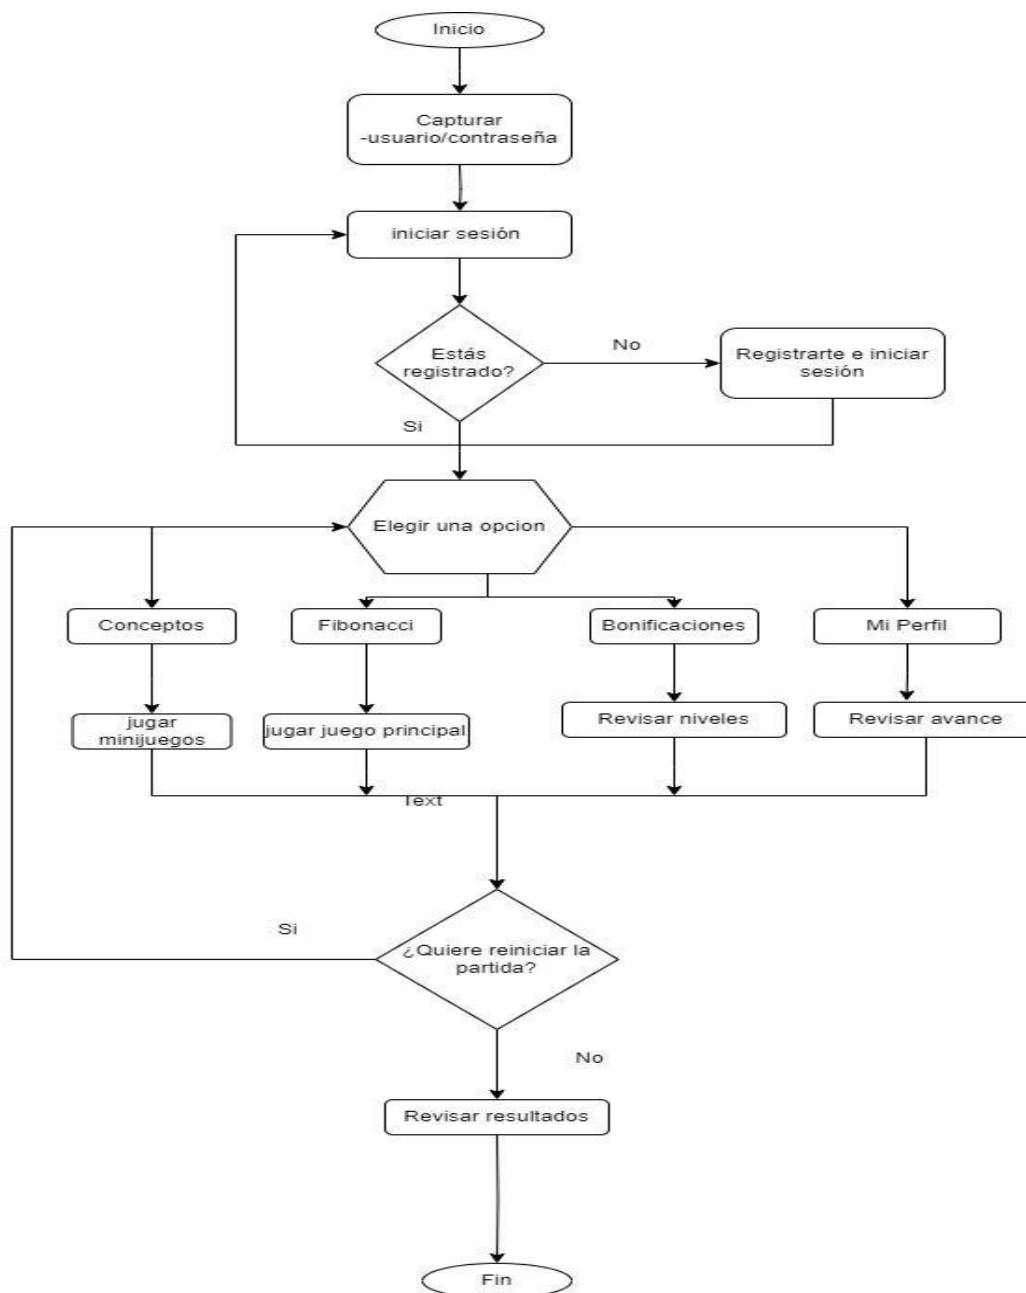 Inicio
Capturar
-usuario/contraseña
iniciar sesión
Estás
registrado?
No
Registrarte e iniciar
sesión
Si
Elegir una opcion
Conceptos
Fibonacci
Bonificaciones
Mi Perfil
jugar
minijuegos
jugar juego principal
Revisar niveles
Revisar avance
Text
Si
¿Quiere reiniciar la
partida?
No
Revisar resultados
Fin